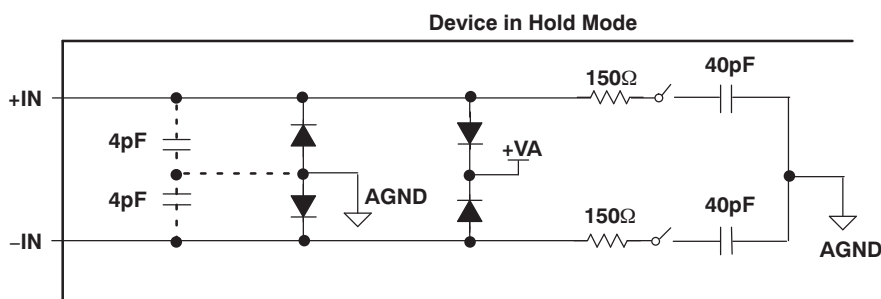 Device in Hold Mode
150Ω
40pF
+IN
4pF
+VA
4pF
AGND
150Ω
40pF
−IN
AGND